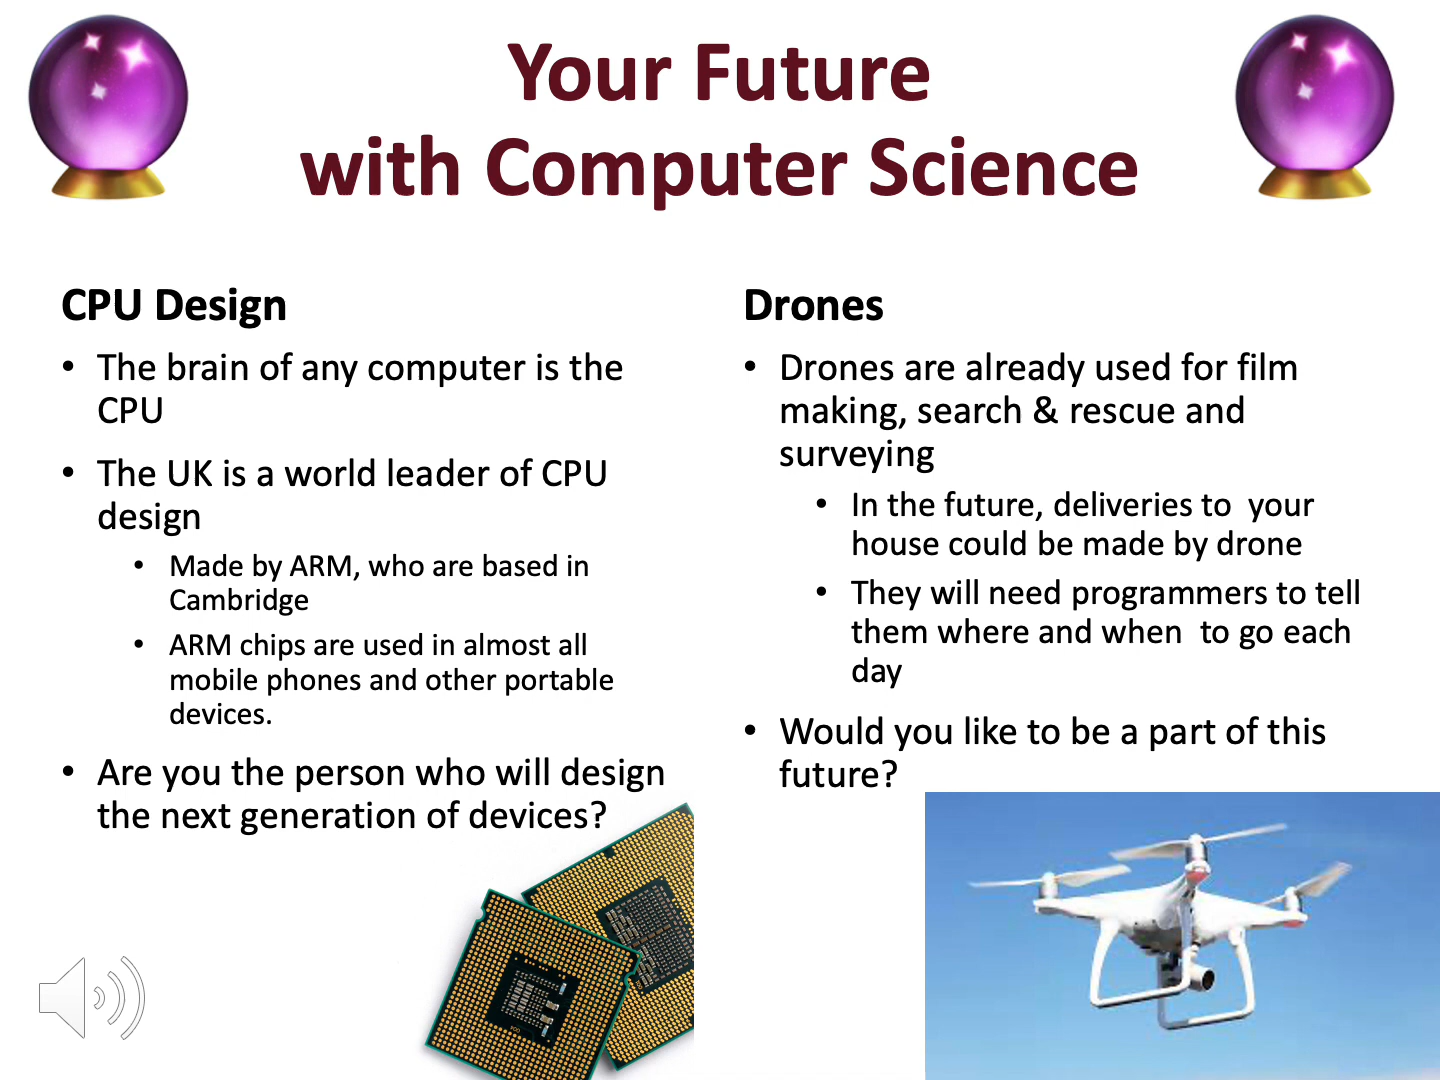 Your Future
with Computer Science
CPU Design
• The brain of any computer is the
CPU
• The UK is a world leader of CPU
design
• Made by ARM, who are based in
Cambridge
• ARM chips are used in almost all
mobile phones and other portable
devices.
• Are you the person who will design
the next generation of devices?
Drones
• Drones are already used for film
making, search & rescue and
surveying
• In the future, deliveries to  your
house could be made by drone
• They will need programmers to tell
them where and when  to go each
day
• Would you like to be a part of this
future?